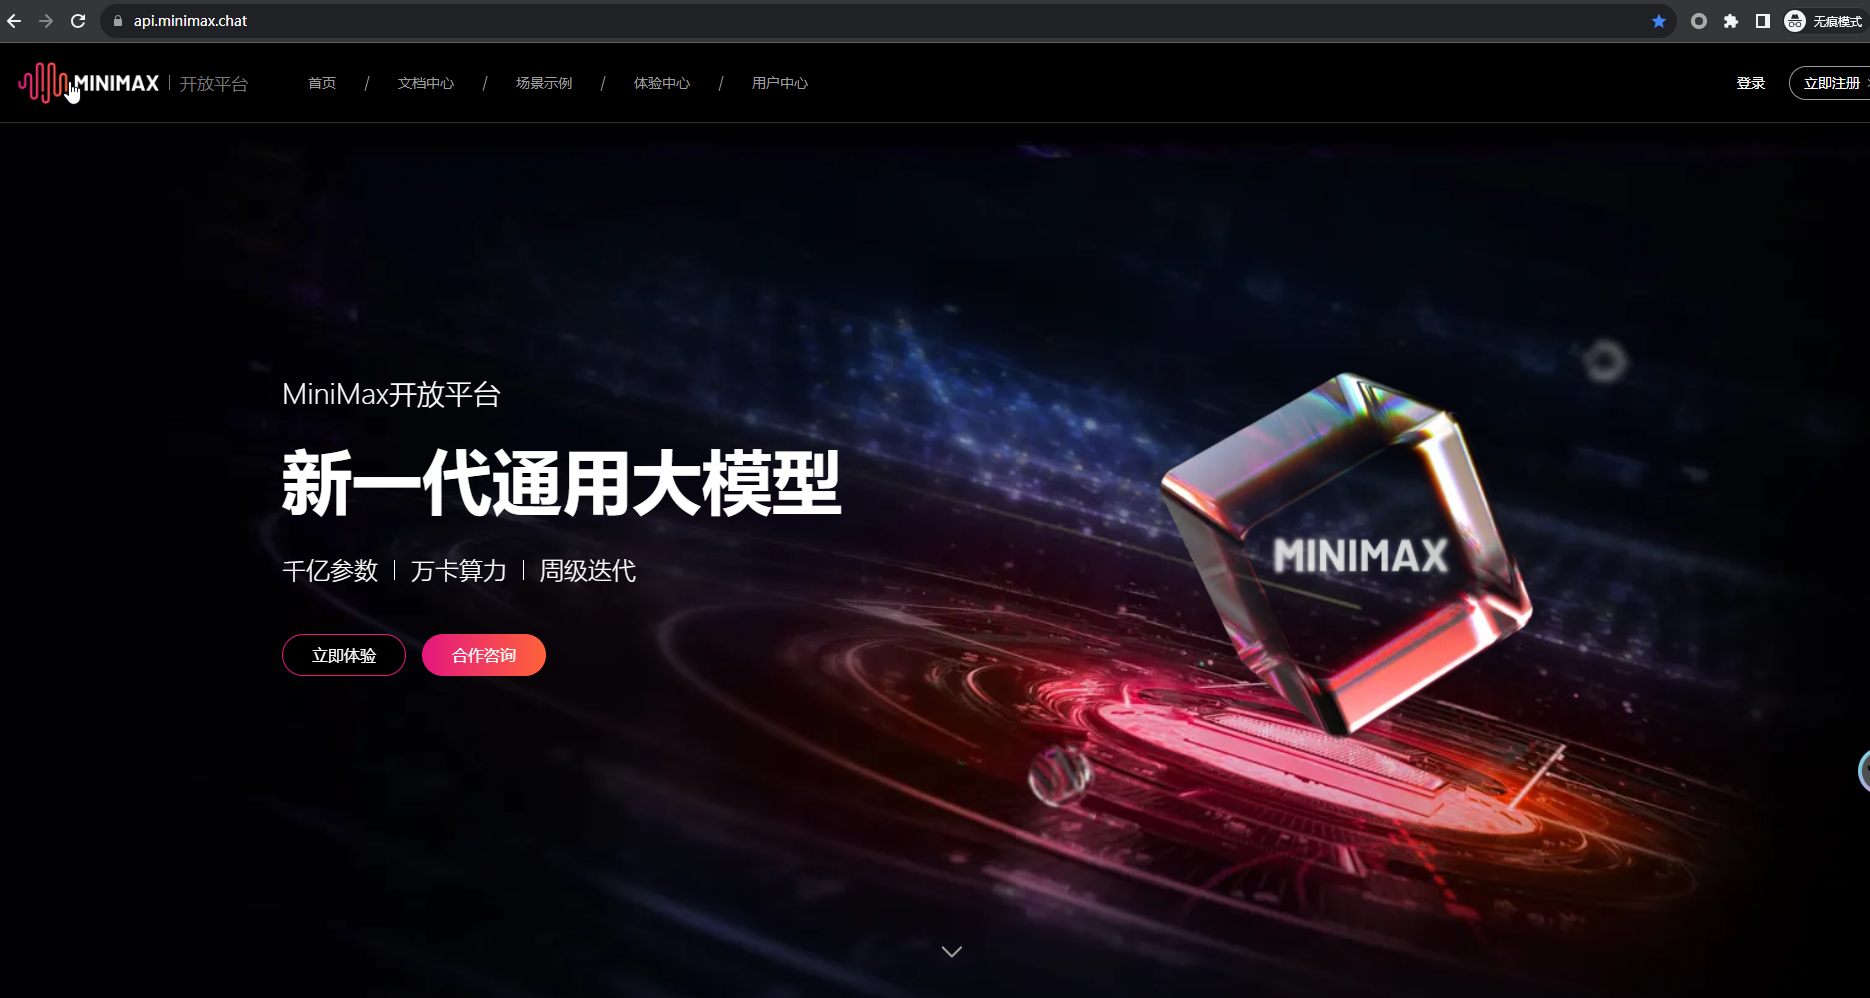 api.minimax.chat
无痕模式
MINIMAX | 开放平台
首页 / 文档中心 / 场景示例 / 体验中心 / 用户中心
登录
立即注册
MiniMax开放平台
新一代通用大模型
千亿参数 | 万卡算力 | 周级迭代
立即体验
合作咨询
MINIMAX